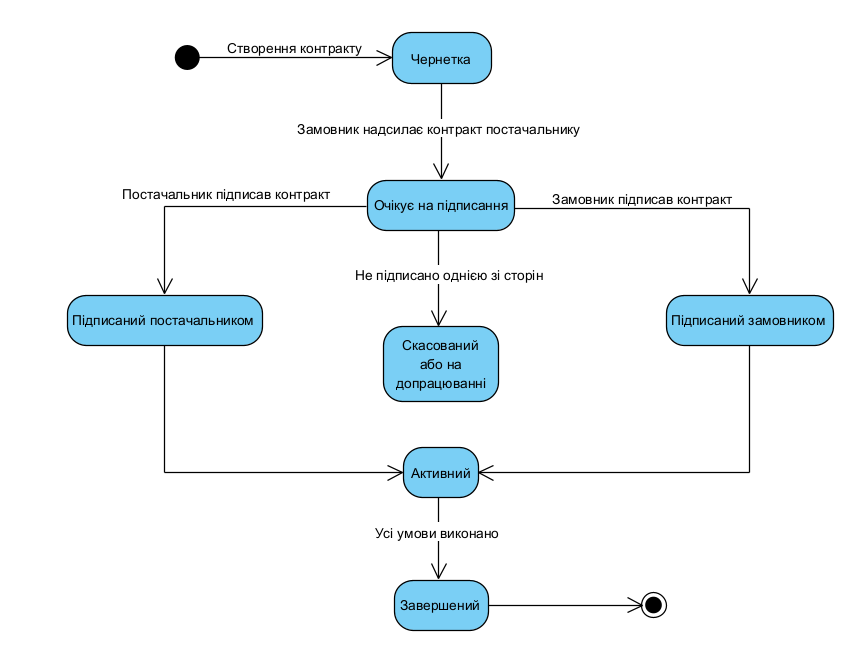 Створення контракту
Чернетка
Замовник надсилає контракт постачальнику
Постачальник підписав контракт
Очікує на підписання
Замовник підписав контракт
Не підписано однією зі сторін
Підписаний постачальником
Підписаний замовником
Скасований
або на
допрацюванні
Активний
Усі умови виконано
Завершений